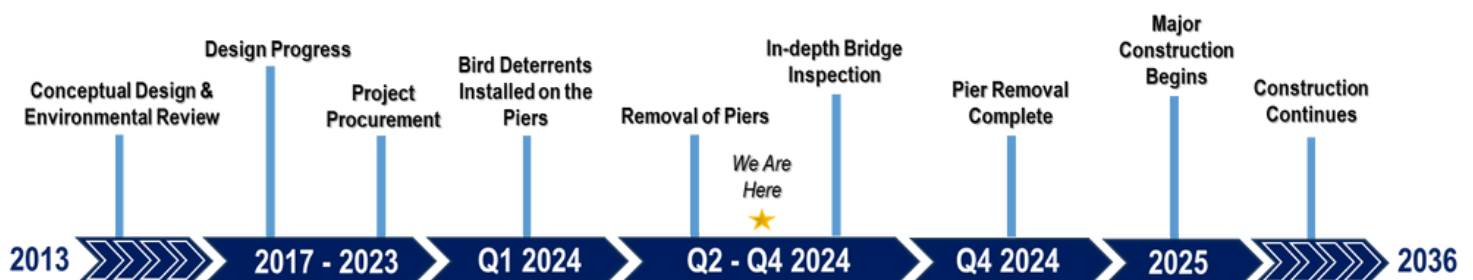 Conceptual Design &
Environmental Review
Design Progress
Project
Procurement
Bird Deterrents
Installed on the
Piers
Removal of Piers
We Are
Here
In-depth Bridge
Inspection
Pier Removal
Complete
Major
Construction
Begins
Construction
Continues
2013
2017 - 2023
Q1 2024
Q2 - Q4 2024
Q4 2024
2025
2036